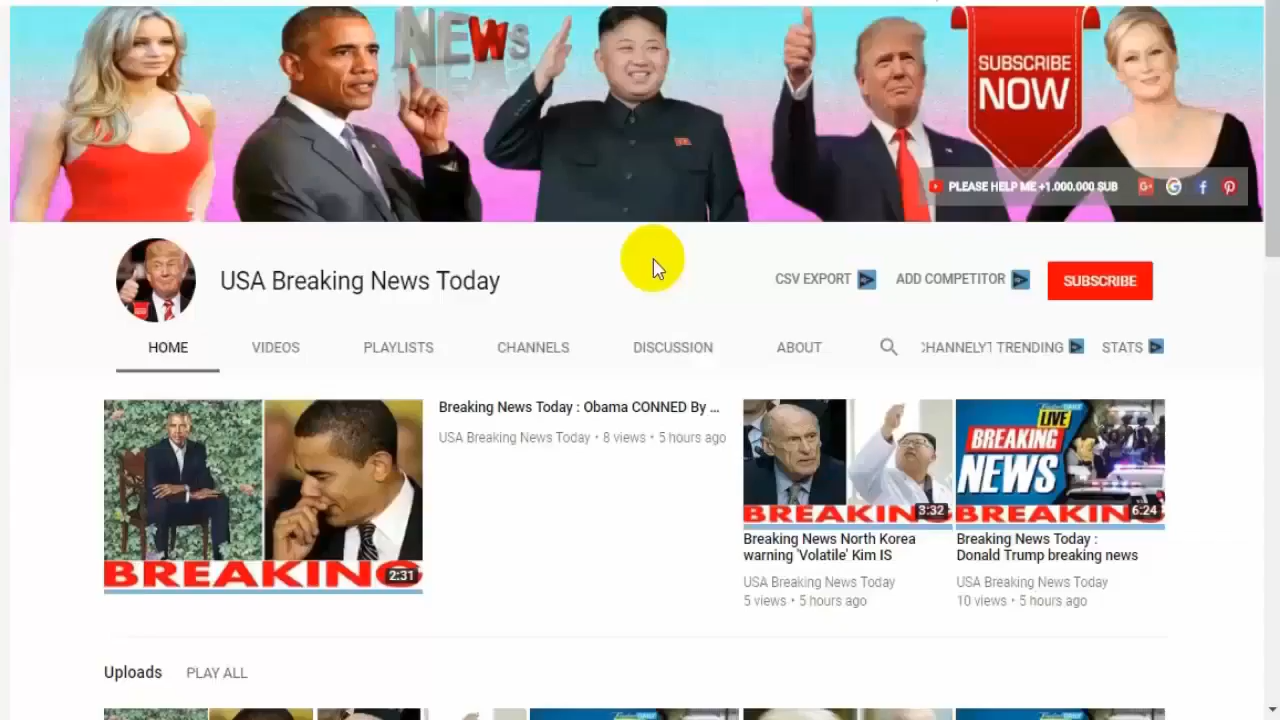 NEWS
SUBSCRIBE
NOW
PLEASE HELP ME +1.000.000 SUB
USA Breaking News Today
CSV EXPORT
ADD COMPETITOR
SUBSCRIBE
HOME
VIDEOS
PLAYLISTS
CHANNELS
DISCUSSION
ABOUT
CHANNELYT TRENDING
STATS
BREAKING
2:31
Breaking News Today : Obama CONNED By ...
USA Breaking News Today • 8 views • 5 hours ago
BREAKIN
3:32
Breaking News North Korea
warning 'Volatile' Kim IS
USA Breaking News Today
5 views • 5 hours ago
LIVE
BREAKING
NEWS
BREAKIN
6:24
Breaking News Today :
Donald Trump breaking news
USA Breaking News Today
10 views • 5 hours ago
Uploads
PLAY ALL